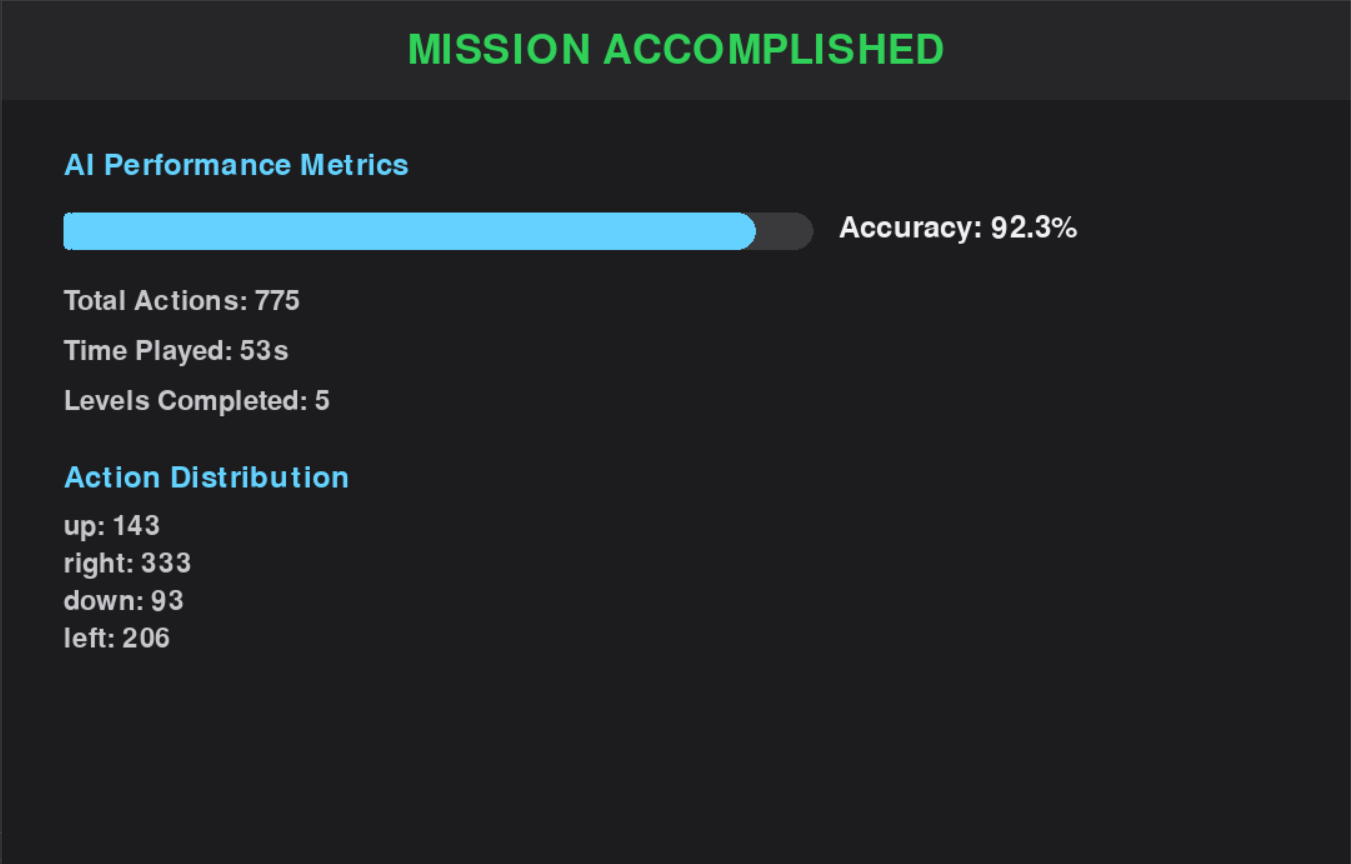 MISSION ACCOMPLISHED
AI Performance Metrics
Accuracy: 92.3%
Total Actions: 775
Time Played: 53s
Levels Completed: 5
Action Distribution
up: 143
right: 333
down: 93
left: 206